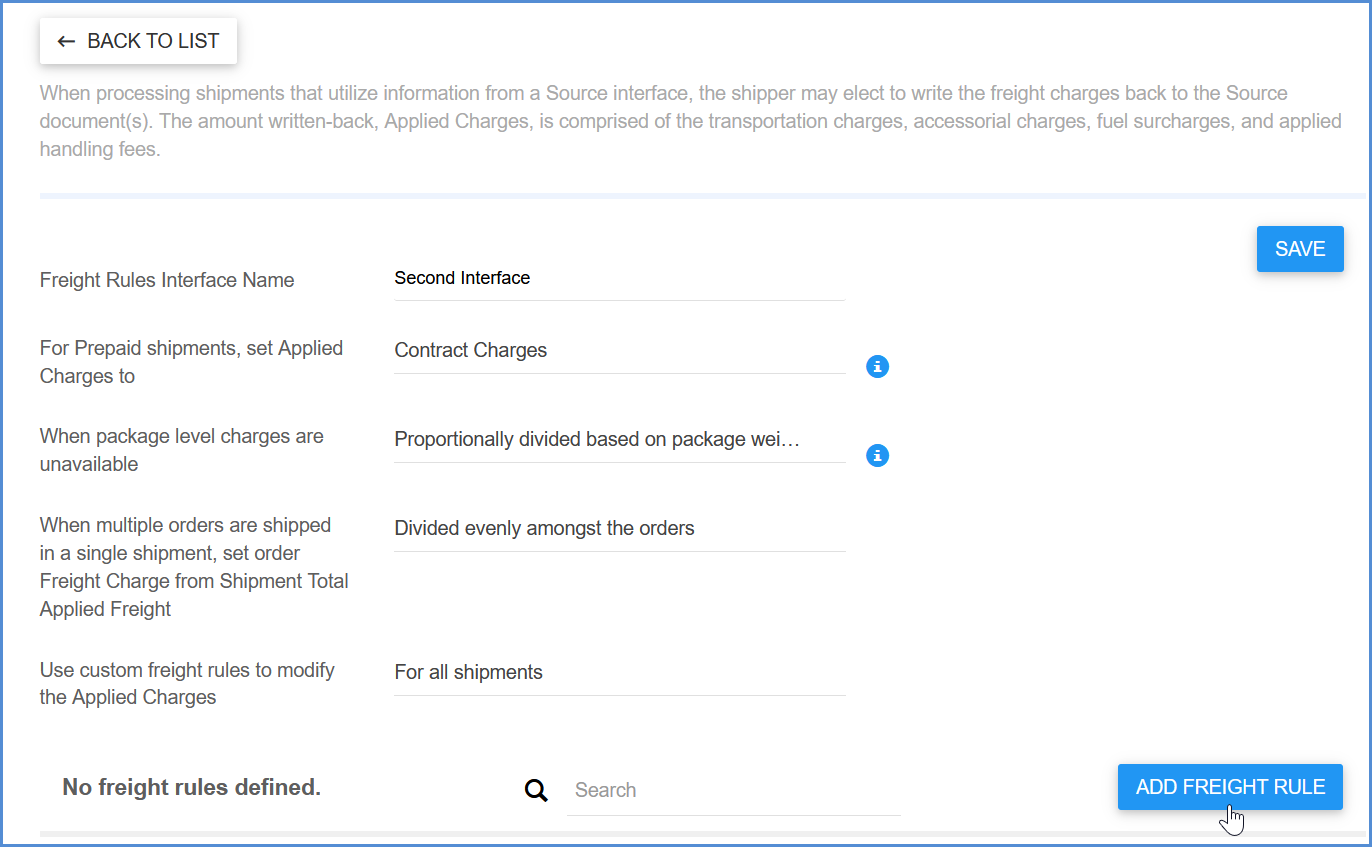 ← BACK TO LIST
When processing shipments that utilize information from a Source interface, the shipper may elect to write the freight charges back to the Source
document(s). The amount written-back, Applied Charges, is comprised of the transportation charges, accessorial charges, fuel surcharges, and applied
handling fees.
SAVE
Freight Rules Interface Name
Second Interface
For Prepaid shipments, set Applied
Charges to
Contract Charges
When package level charges are
unavailable
Proportionally divided based on package wei…
When multiple orders are shipped
in a single shipment, set order
Freight Charge from Shipment Total
Applied Freight
Divided evenly amongst the orders
Use custom freight rules to modify
the Applied Charges
For all shipments
No freight rules defined.
Search
ADD FREIGHT RULE